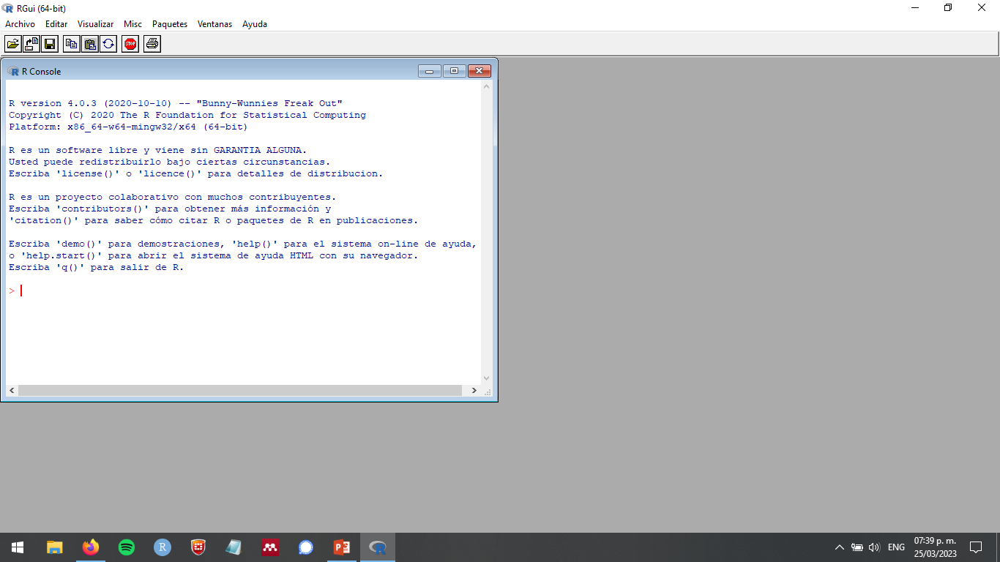 RGui (64-bit)
Archivo Editar Visualizar Misc Paquetes Ventanas Ayuda
STOP
R Console
R version 4.0.3 (2020-10-10) -- "Bunny-Wunnies Freak Out"
Copyright (C) 2020 The R Foundation for Statistical Computing
Platform: x86_64-w64-mingw32/x64 (64-bit)
R es un software libre y viene sin GARANTIA ALGUNA.
Usted puede redistribuirlo bajo ciertas circunstancias.
Escriba 'license()' o 'licence()' para detalles de distribucion.
R es un proyecto colaborativo con muchos contribuyentes.
Escriba 'contributors()' para obtener más información y
'citation()' para saber cómo citar R o paquetes de R en publicaciones.
Escriba 'demo()' para demostraciones, 'help()' para el sistema on-line de ayuda,
o 'help.start()' para abrir el sistema de ayuda HTML con su navegador.
Escriba 'q()' para salir de R.
>
ENG
07:39 p. m.
25/03/2023